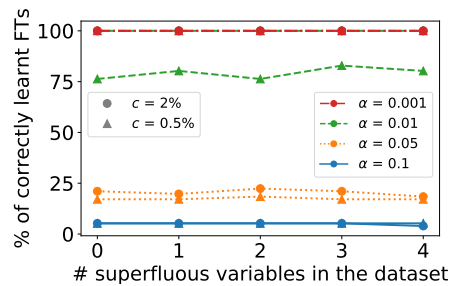 % of correctly learnt FTs
100
75
50
25
0
c = 2%
c = 0.5%
α = 0.001
α = 0.01
α = 0.05
α = 0.1
0 1 2 3 4
# superfluous variables in the dataset